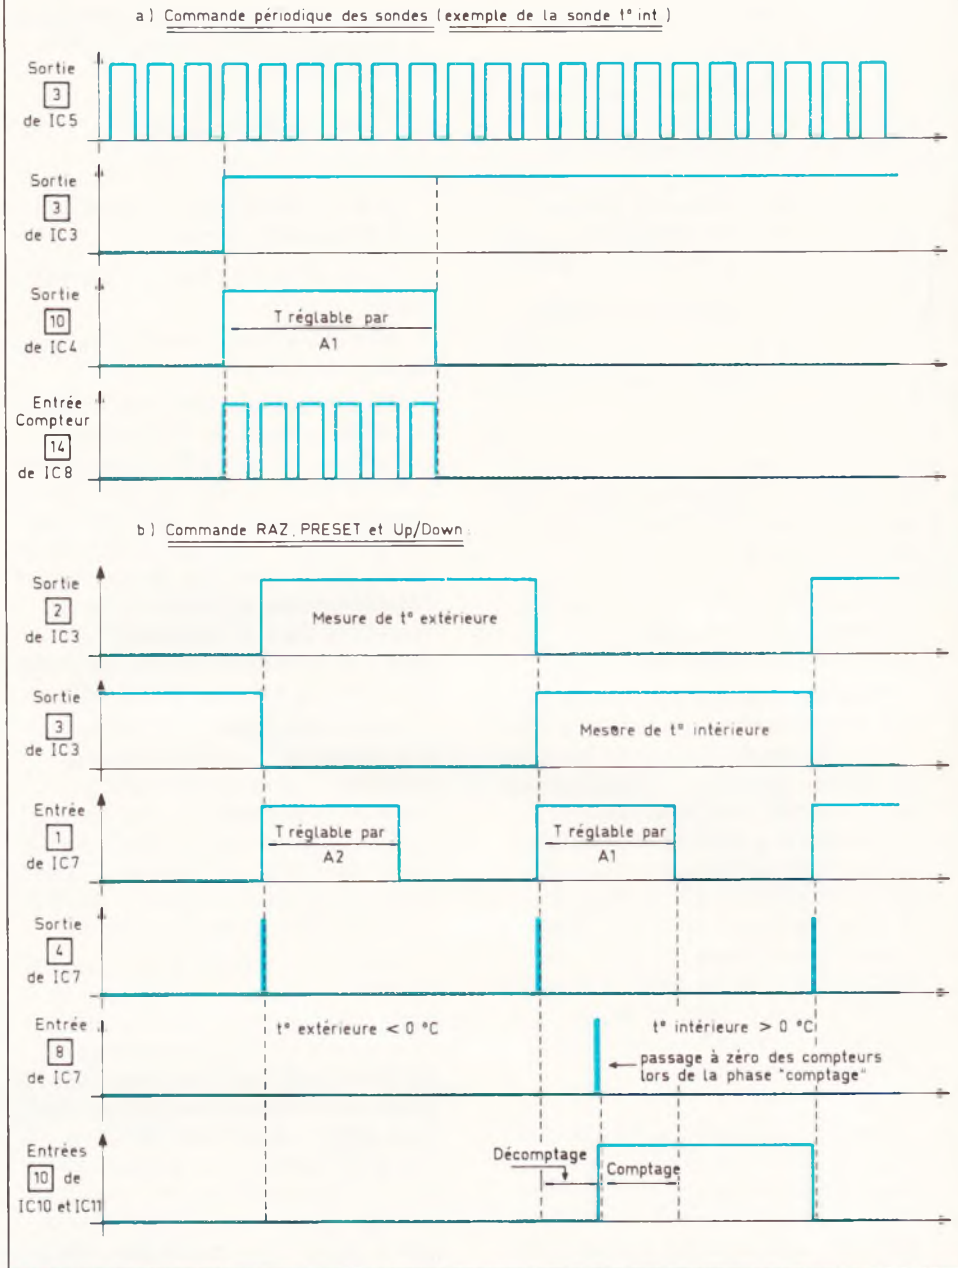 a) Commande périodique des sondes (exemple de la sonde t° int)
Sortie
3
de IC5
Sortie
3
de IC3
Sortie
10
de IC4
T réglable par
A1
Entrée
Compteur
14
de IC8
b) Commande RAZ, PRESET et Up/Down:
Sortie
2
de IC3
Mesure de t° extérieure
Sortie
3
de IC3
Mesure de t° intérieure
Entrée
1
de IC7
T réglable par
A2
T réglable par
A1
Sortie
4
de IC7
Entrée
8
de IC7
t° extérieure < 0 °C
t° intérieure > 0 °C
passage à zéro des compteurs
lors de la phase "comptage"
Entrées
10 de
IC10 et IC11
Décomptage
Comptage